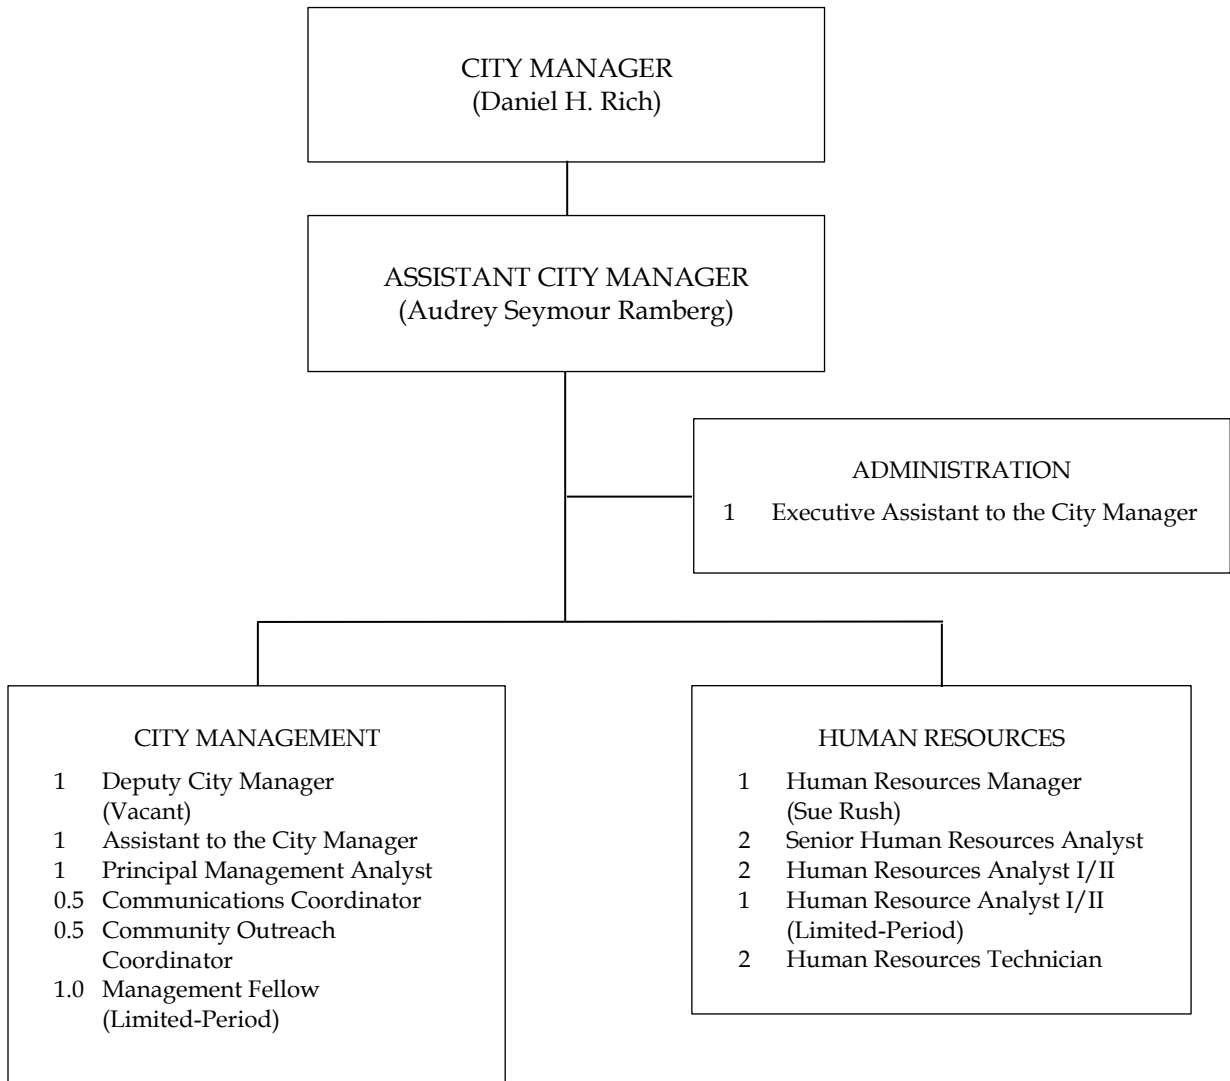 CITY MANAGER
(Daniel H. Rich)
ASSISTANT CITY MANAGER
(Audrey Seymour Ramberg)
ADMINISTRATION
1 Executive Assistant to the City Manager
CITY MANAGEMENT
1 Deputy City Manager
(Vacant)
1 Assistant to the City Manager
1 Principal Management Analyst
0.5 Communications Coordinator
0.5 Community Outreach
Coordinator
1.0 Management Fellow
(Limited-Period)
HUMAN RESOURCES
1 Human Resources Manager
(Sue Rush)
2 Senior Human Resources Analyst
2 Human Resources Analyst I/II
1 Human Resource Analyst I/II
(Limited-Period)
2 Human Resources Technician